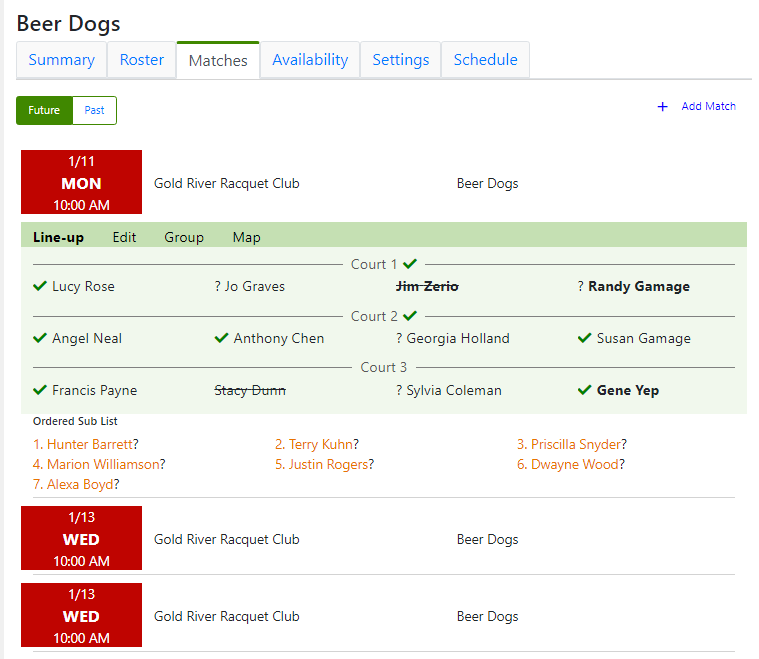 Beer Dogs
Summary Roster Matches Availability Settings Schedule
Future Past + Add Match
1/11
MON Gold River Racquet Club Beer Dogs
10:00 AM
Line-up Edit Group Map
Court 1 ✔
✔ Lucy Rose ? Jo Graves Jim Zerio ? Randy Gamage
Court 2 ✔
✔ Angel Neal ✔ Anthony Chen ? Georgia Holland ✔ Susan Gamage
Court 3
✔ Francis Payne Stacy Dunn ? Sylvia Coleman ✔ Gene Yep
Ordered Sub List
1. Hunter Barrett? 2. Terry Kuhn? 3. Priscilla Snyder?
4. Marion Williamson? 5. Justin Rogers? 6. Dwayne Wood?
7. Alexa Boyd?
1/13
WED Gold River Racquet Club Beer Dogs
10:00 AM
1/13
WED Gold River Racquet Club Beer Dogs
10:00 AM